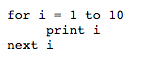 for i = 1 to 10
     print i
next i